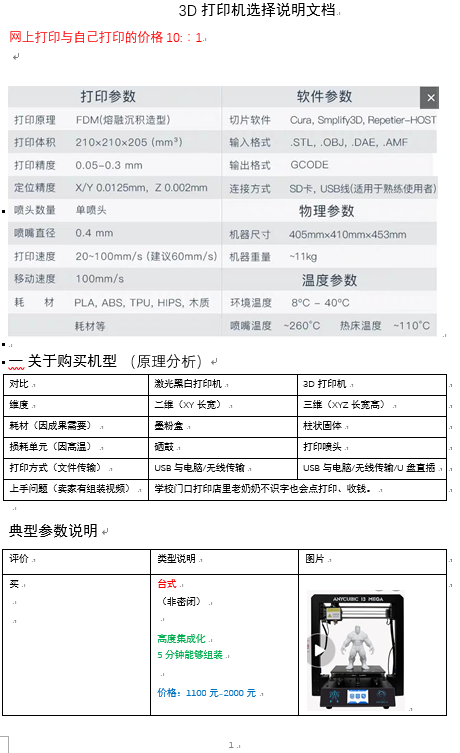 3D 打印机选择说明文档
网上打印与自己打印的价格 10:：1
打印参数 软件参数
打印原理 FDM(熔融沉积造型) 切片软件 Cura, Smplify3D, Repetier-HOST
打印体积 210×210×205 (mm³) 输入格式 .STL, .OBJ, .DAE, .AMF
打印精度 0.05-0.3 mm 输出格式 GCODE
定位精度 X/Y 0.0125mm, Z 0.002mm 连接方式 SD卡, USB线(适用于熟练使用者)
喷头数量 单喷头 物理参数
喷嘴直径 0.4 mm 机器尺寸 405mm×410mm×453mm
打印速度 20~100mm/s (建议60mm/s) 机器重量 ~11kg
移动速度 100mm/s 温度参数
耗 材 PLA, ABS, TPU, HIPS, 木质 环境温度 8°C - 40°C
耗材等 喷嘴温度 ~260°C 热床温度 ~110°C
一 关于购买机型 （原理分析）
对比 激光黑白打印机 3D 打印机
维度 二维（XY 长宽） 三维（XYZ 长宽高）
耗材（因成果需要） 墨粉盒 柱状固体
损耗单元（因高温） 硒鼓 打印喷头
打印方式（文件传输） USB 与电脑/无线传输 USB 与电脑/无线传输/U 盘直插
上手问题（卖家有组装视频） 学校门口打印店里老奶奶不识字也会点打印、收钱。
典型参数说明
评价 类型说明 图片
买 台式
（非密闭）
高度集成化
5 分钟能够组装
价格：1100 元-2000 元
ANYCUBIC I3 MEGA
1